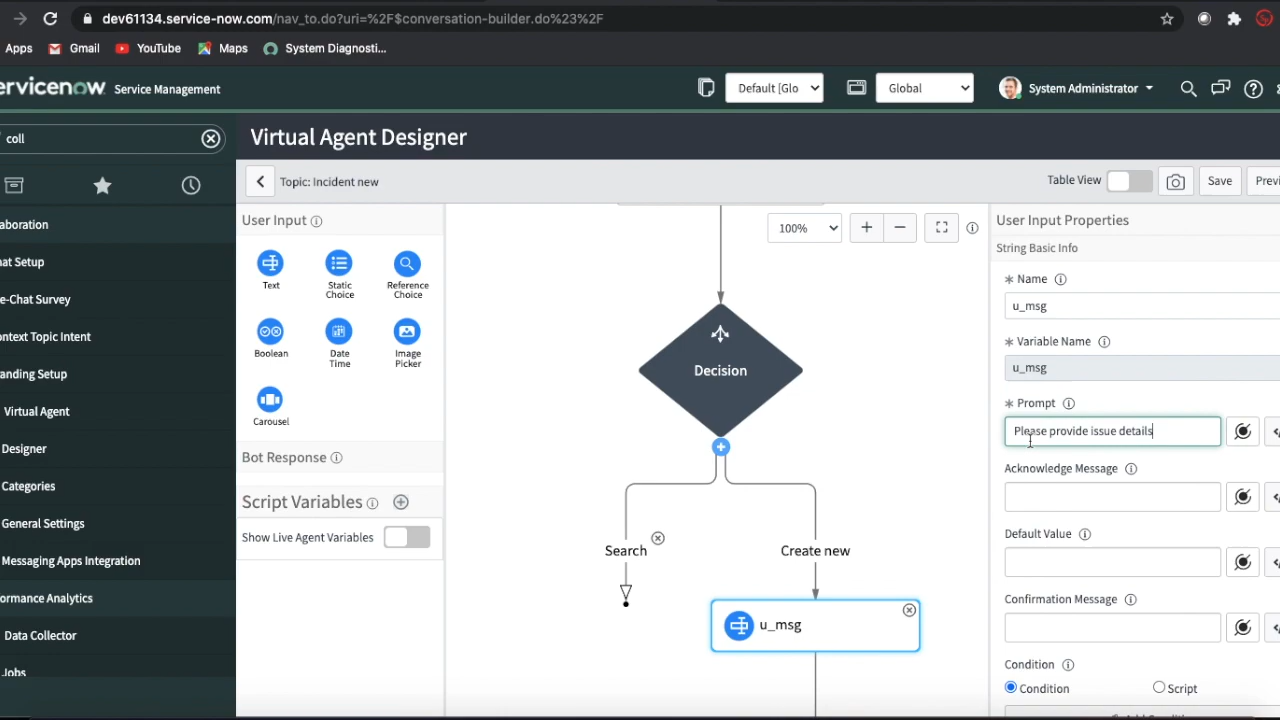 dev61134.service-now.com/nav_to.do?uri=%2F$conversation-builder.do%23%2F
Apps Gmail YouTube Maps System Diagnosti...
ervicenow Service Management
Default [Glo Global System Administrator
coll
Virtual Agent Designer
Topic: Incident new Table View Save Previ
User Input
Text
Static
Choice
Reference
Choice
Boolean
Date
Time
Image
Picker
Carousel
Bot Response
Script Variables
Show Live Agent Variables
laboration
hat Setup
e-Chat Survey
ontext Topic Intent
randing Setup
Virtual Agent
Designer
Categories
General Settings
Messaging Apps Integration
ormance Analytics
Data Collector
Jobs
100%
Decision
Search
Create new
u_msg
User Input Properties
String Basic Info
* Name
u_msg
Variable Name
u_msg
* Prompt
Please provide issue details
Acknowledge Message
Default Value
Confirmation Message
Condition
Condition Script